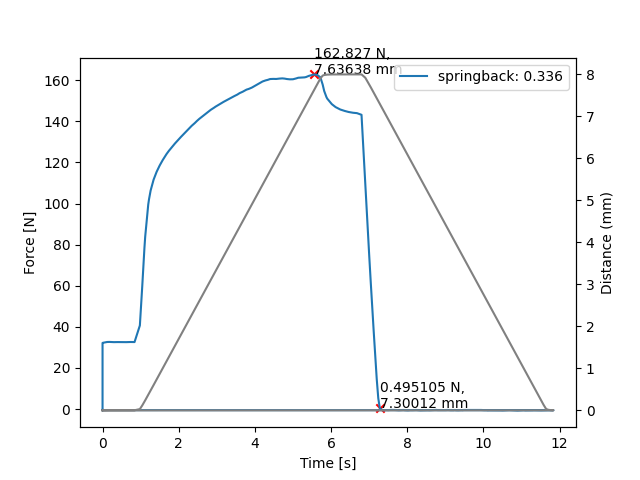 162.827 N,
7.63638 mm
springback: 0.336
160
140
120
100
80
60
40
20
0
Force [N]
8
7
6
5
4
3
2
1
0
Distance (mm)
0.495105 N,
7.30012 mm
0 2 4 6 8 10 12
Time [s]